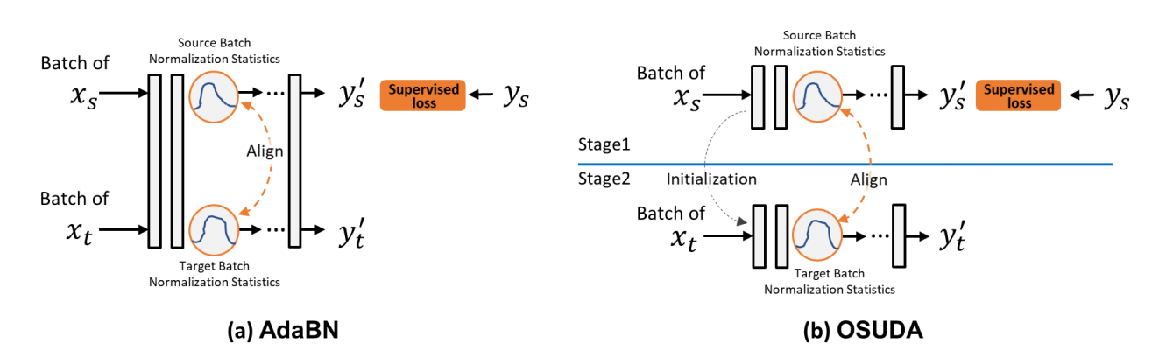 Source Batch
Normalization Statistics
Batch of
x_s
...
y'_s
Supervised
loss
y_s
Align
Batch of
x_t
...
y'_t
Target Batch
Normalization Statistics
(a) AdaBN
Source Batch
Normalization Statistics
Batch of
x_s
...
y'_s
Supervised
loss
y_s
Stage1
Stage2
Initialization
Align
Batch of
x_t
...
y'_t
Target Batch
Normalization Statistics
(b) OSUDA